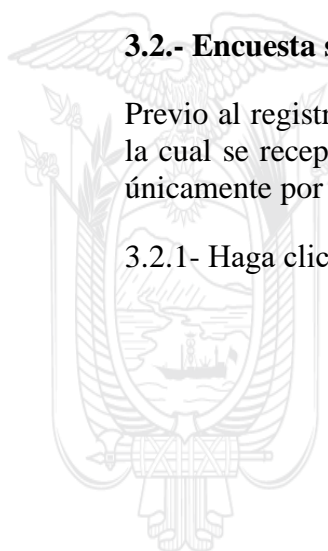 3.2.- Encuesta
Previo al registr
la cual se recep
únicamente por
3.2.1- Haga clic